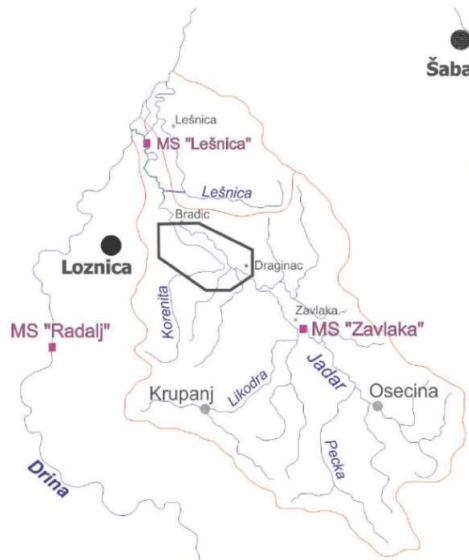 Šaba
Lešnica
MS "Lešnica"
Lešnica
Bradic
Loznica
Draginac
Korenita
Zavlaka
MS "Radalj"
MS "Zavlaka"
Jadar
Likodra
Krupanj
Osecina
Pecka
Drina